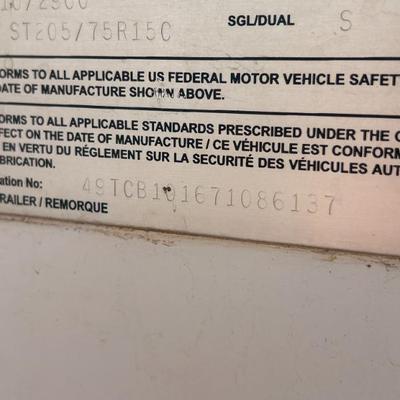 ST205/75R15C SGL/DUAL S
ORMS TO ALL APPLICABLE US FEDERAL MOTOR VEHICLE SAFET
DATE OF MANUFACTURE SHOWN ABOVE.
ORMS TO ALL APPLICABLE STANDARDS PRESCRIBED UNDER THE
FECT ON THE DATE OF MANUFACTURE / CE VÉHICULE EST CONFORM
EN VERTU DU RÉGLEMENT SUR LA SECURITÉ DES VÉHICULES AUT
BRICATION.
ation No: 49TCB101671086137
RAILER / REMORQUE